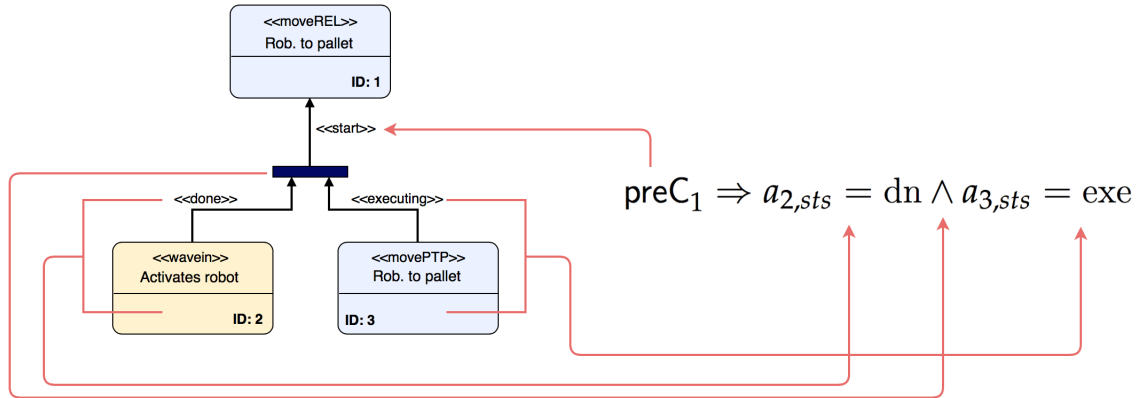 <<moveREL>>
Rob. to pallet
ID: 1
<<start>>
<<done>>
<<executing>>
<<wavein>>
Activates robot
ID: 2
<<movePTP>>
Rob. to pallet
ID: 3
preC₁ ⇒ a₂,sts = dn ∧ a₃,sts = exe